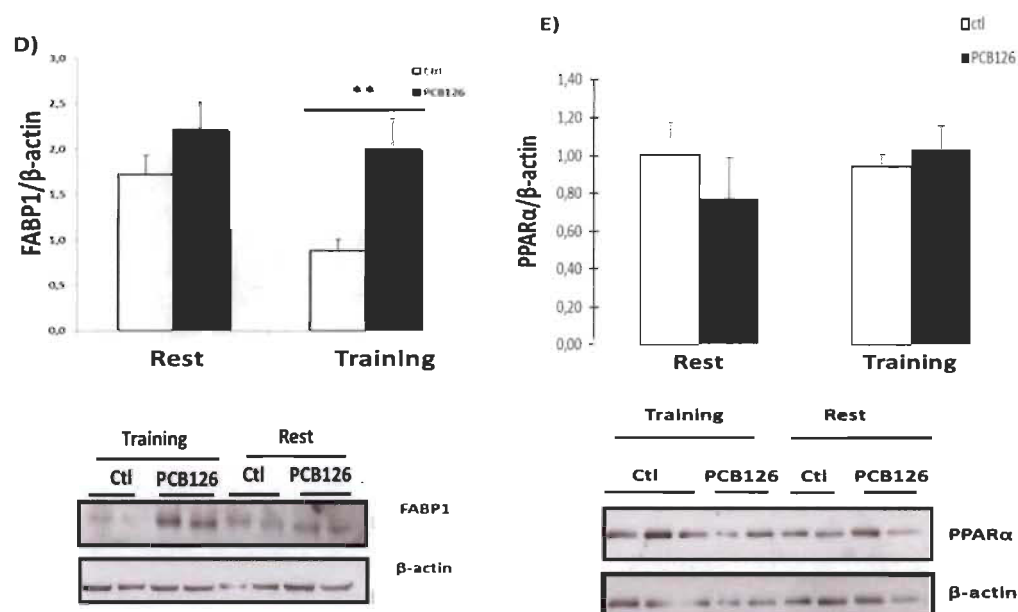 D)
3,0
2,5
2,0
1,5
1,0
0,5
0,0
FABP1/β-actin
Ctrl
PCB126
**
Rest
Training
Training
Rest
Ctl
PCB126
Ctl
PCB126
FABP1
β-actin
E)
ctl
PCB126
1,40
1,20
1,00
0,80
0,60
0,40
0,20
0,00
PPARα/β-actin
Rest
Training
Training
Rest
Ctl
PCB126
Ctl
PCB126
PPARα
β-actin